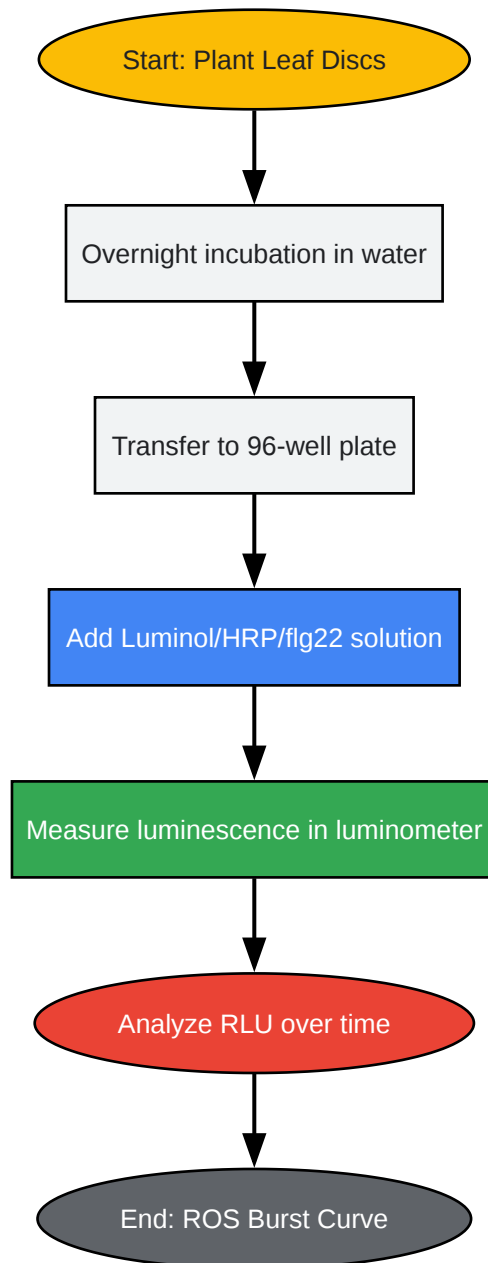 Start: Plant Leaf Discs
Overnight incubation in water
Transfer to 96-well plate
Add Luminol/HRP/flg22 solution
Measure luminescence in luminometer
Analyze RLU over time
End: ROS Burst Curve